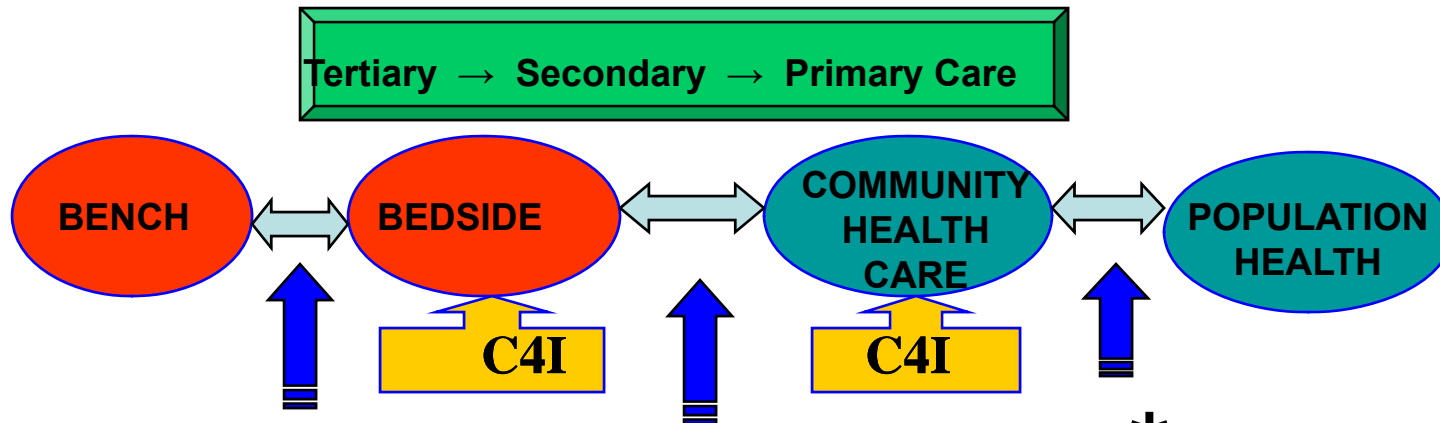 Tertiary → Secondary → Primary Care
BENCH
BEDSIDE
COMMUNITY
HEALTH
CARE
POPULATION
HEALTH
C4I
C4I
*